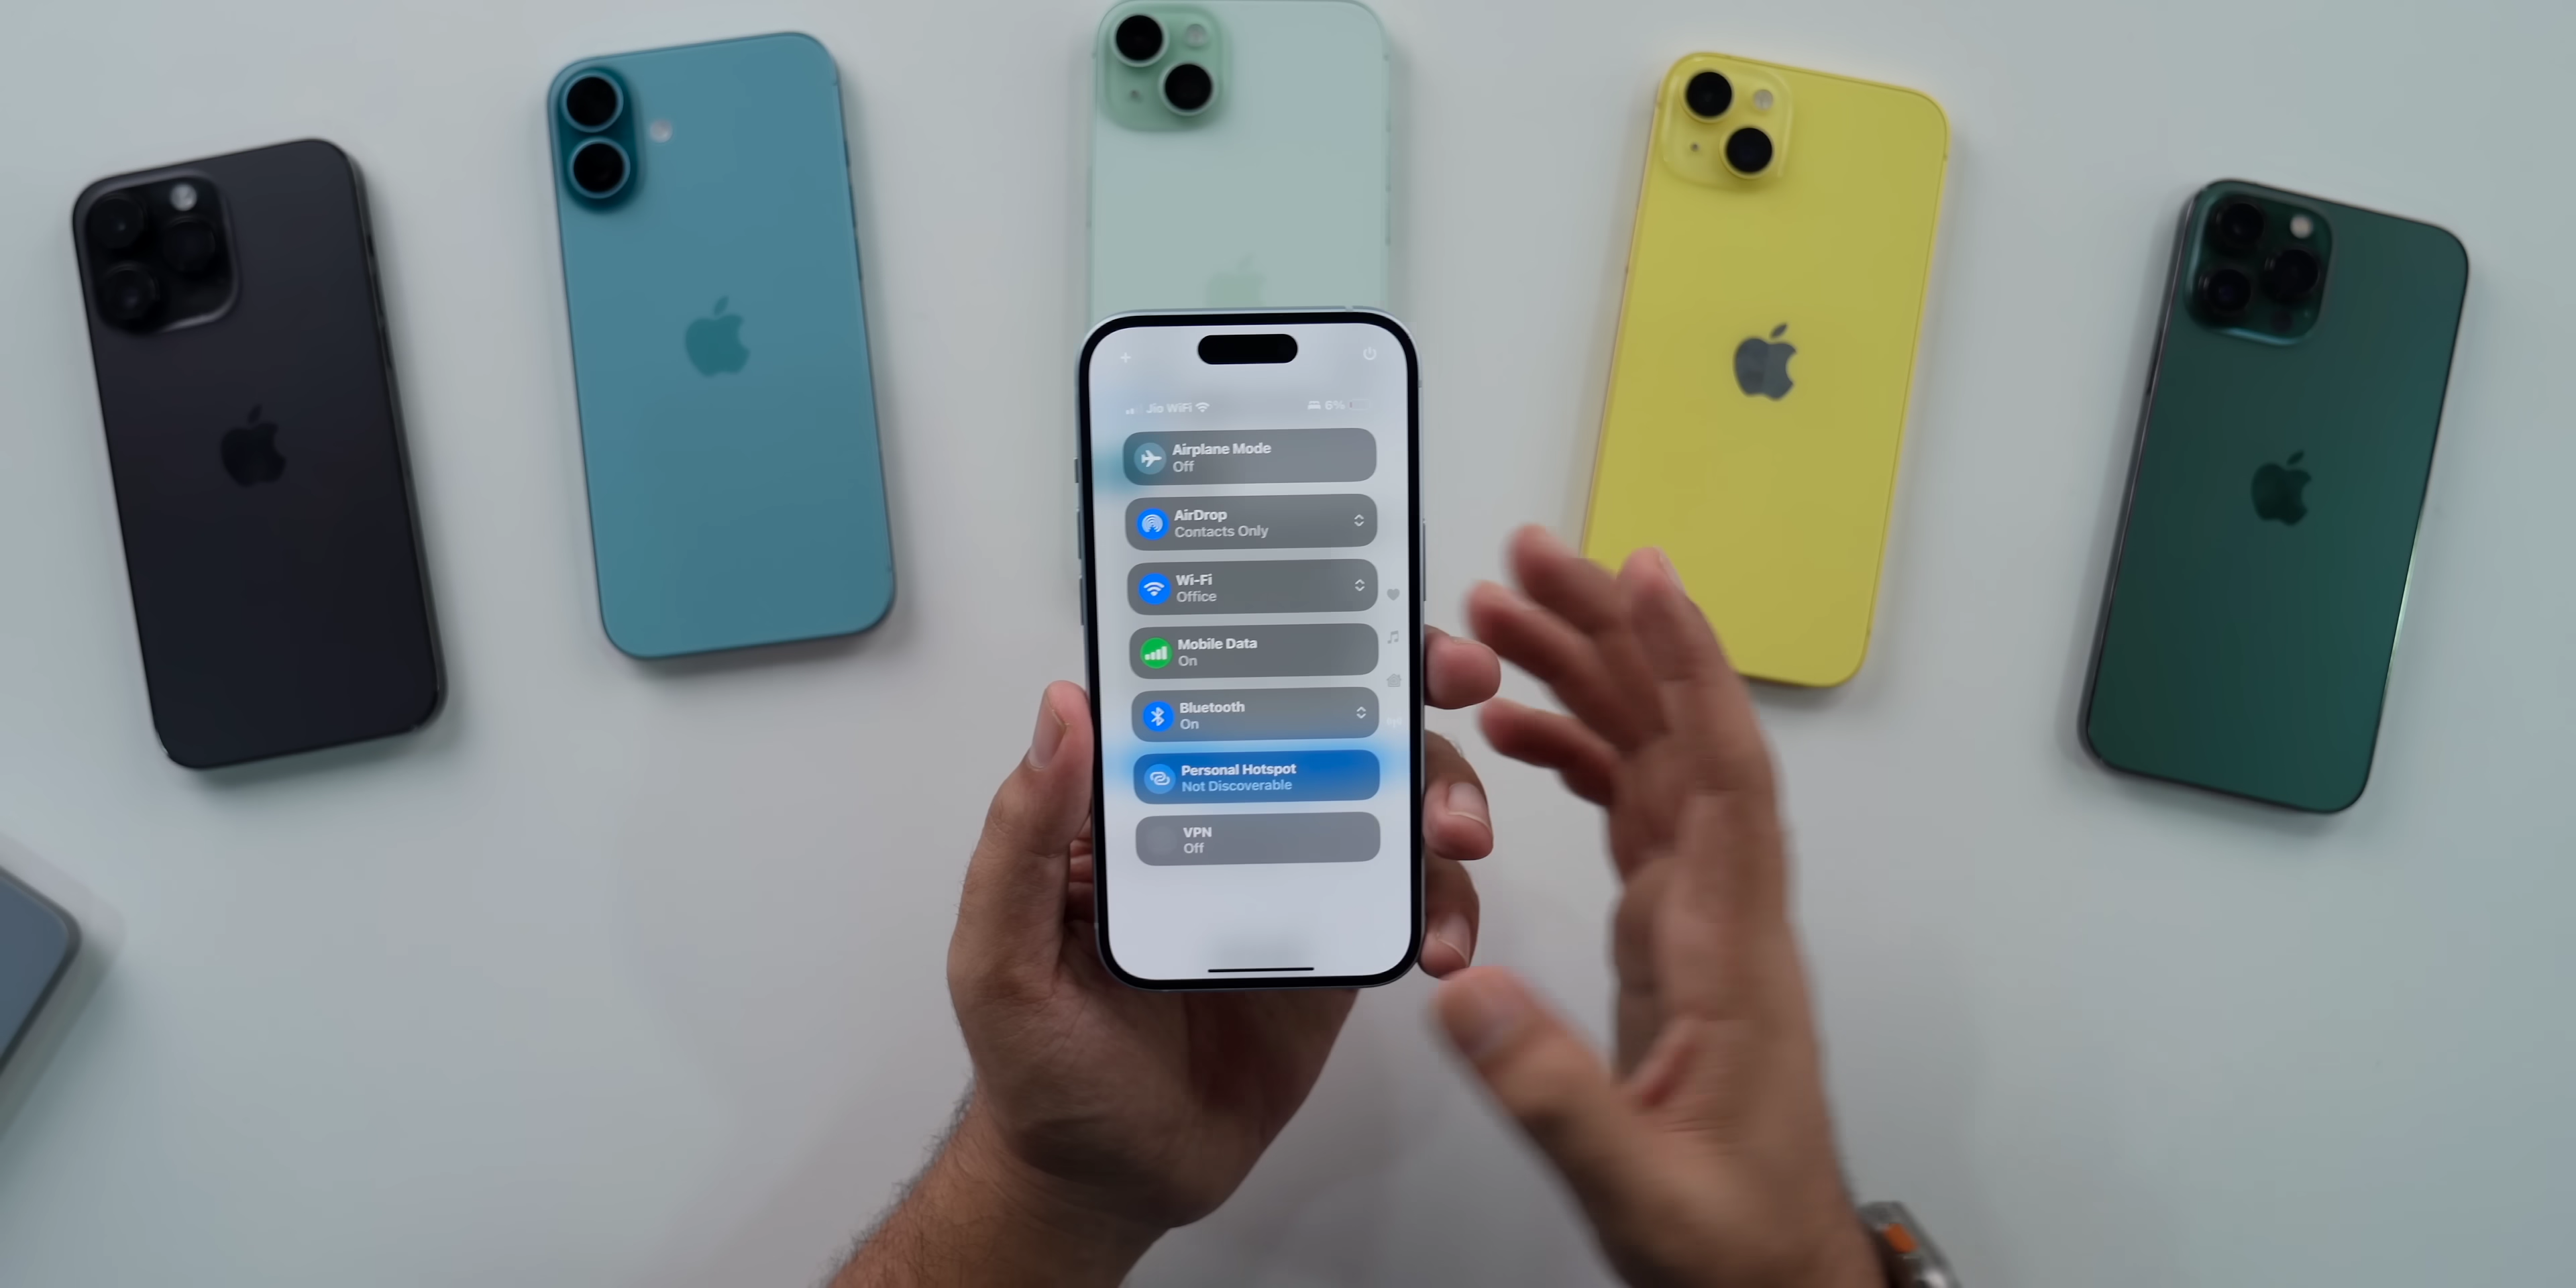 Jio WiFi 6%
Airplane Mode
Off
AirDrop
Contacts Only
Wi-Fi
Office
Mobile Data
On
Bluetooth
On
Personal Hotspot
Not Discoverable
VPN
Off